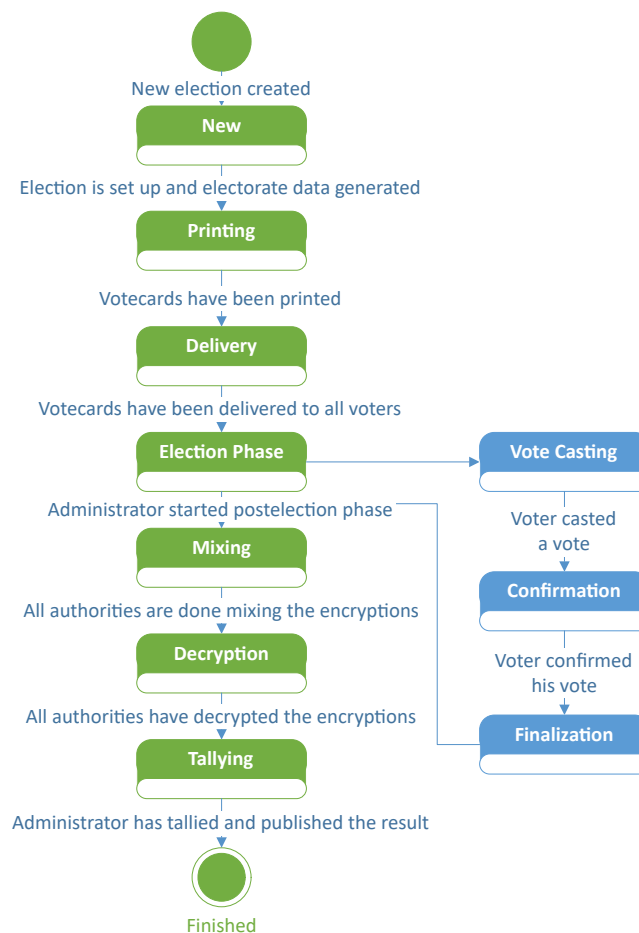 New election created
New
Election is set up and electorate data generated
Printing
Votecards have been printed
Delivery
Votecards have been delivered to all voters
Election Phase
Administrator started postelection phase
Mixing
All authorities are done mixing the encryptions
Decryption
All authorities have decrypted the encryptions
Tallying
Administrator has tallied and published the result
Finished
Vote Casting
Voter casted
a vote
Confirmation
Voter confirmed
his vote
Finalization